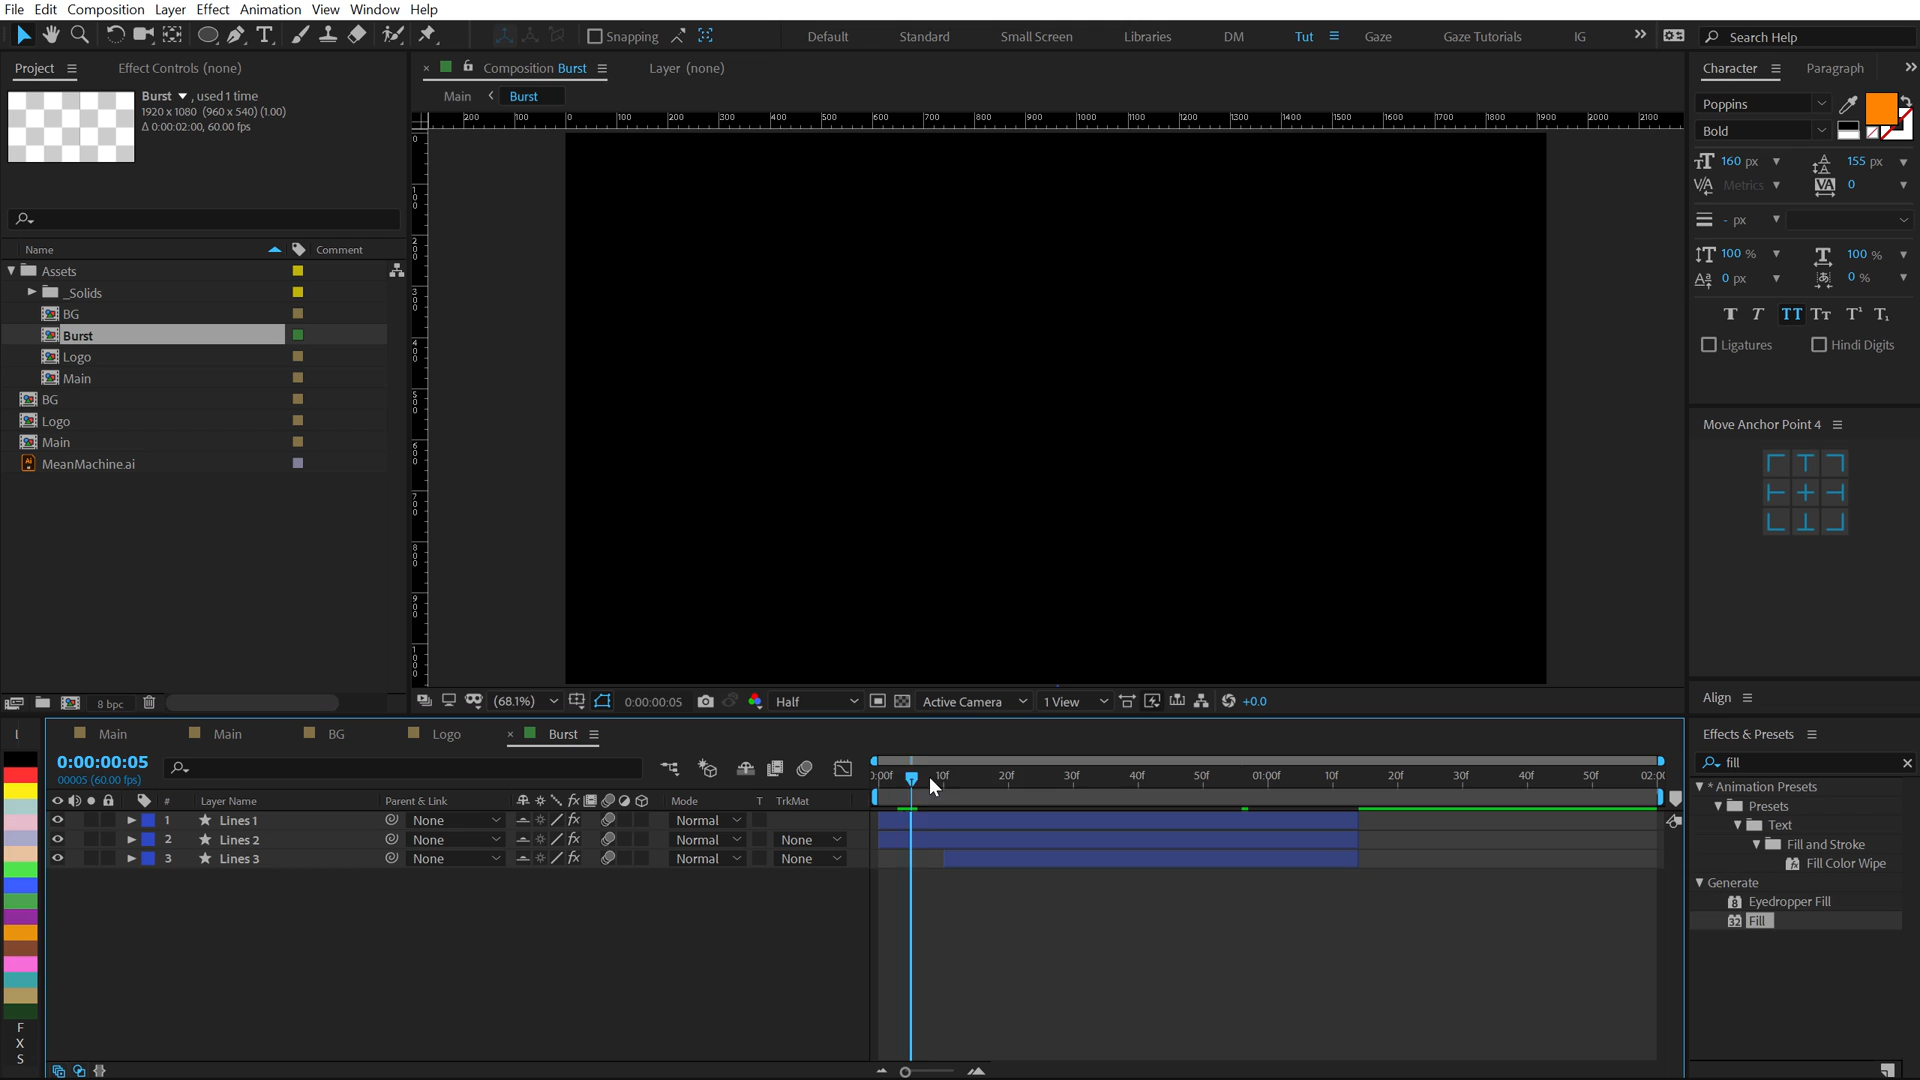 File Edit Composition Layer Effect Animation View Window Help
Snapping Default Standard Small Screen Libraries DM Tut Gaze Gaze Tutorials IG Search Help
Project Effect Controls (none) Composition Burst Layer (none) Character Paragraph
Burst , used 1 time
1920 x 1080 (960 x 540) (1.00)
Δ 0:00:02:00, 60.00 fps
Main Burst
Poppins
Bold
160 px 155 px
Metrics 0
- px
100 % 100 %
0 px 0 %
Ligatures Hindi Digits
Move Anchor Point 4
Align
Name Comment
Assets
_Solids
BG
Burst
Logo
Main
BG
Logo
Main
MeanMachine.ai
8 bpc
(68.1%) 0:00:00:05 Half Active Camera 1 View +0.0
Main Main BG Logo Burst
0:00:00:05
00005 (60.00 fps)
# Layer Name Parent & Link Mode T TrkMat
1 Lines 1 None Normal
2 Lines 2 None Normal None
3 Lines 3 None Normal None
:00f 10f 20f 30f 40f 50f 01:00f 10f 20f 30f 40f 50f 02:00
Effects & Presets
fill
* Animation Presets
Presets
Text
Fill and Stroke
Fill Color Wipe
Generate
Eyedropper Fill
Fill
F
X
S